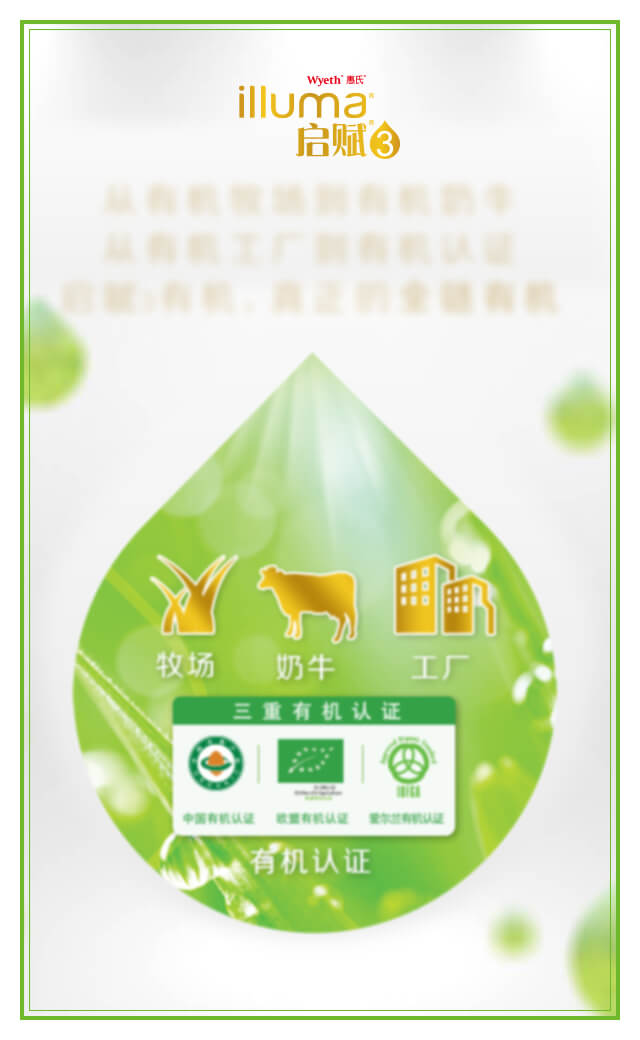 Wyeth 惠氏
illuma
启赋3
从有机牧场到有机奶牛
从有机工厂到有机认证
启赋3有机,真正的全链有机
牧场 奶牛 工厂
三重有机认证
IOFGA
中国有机认证 欧盟有机认证 爱尔兰有机认证
有机认证